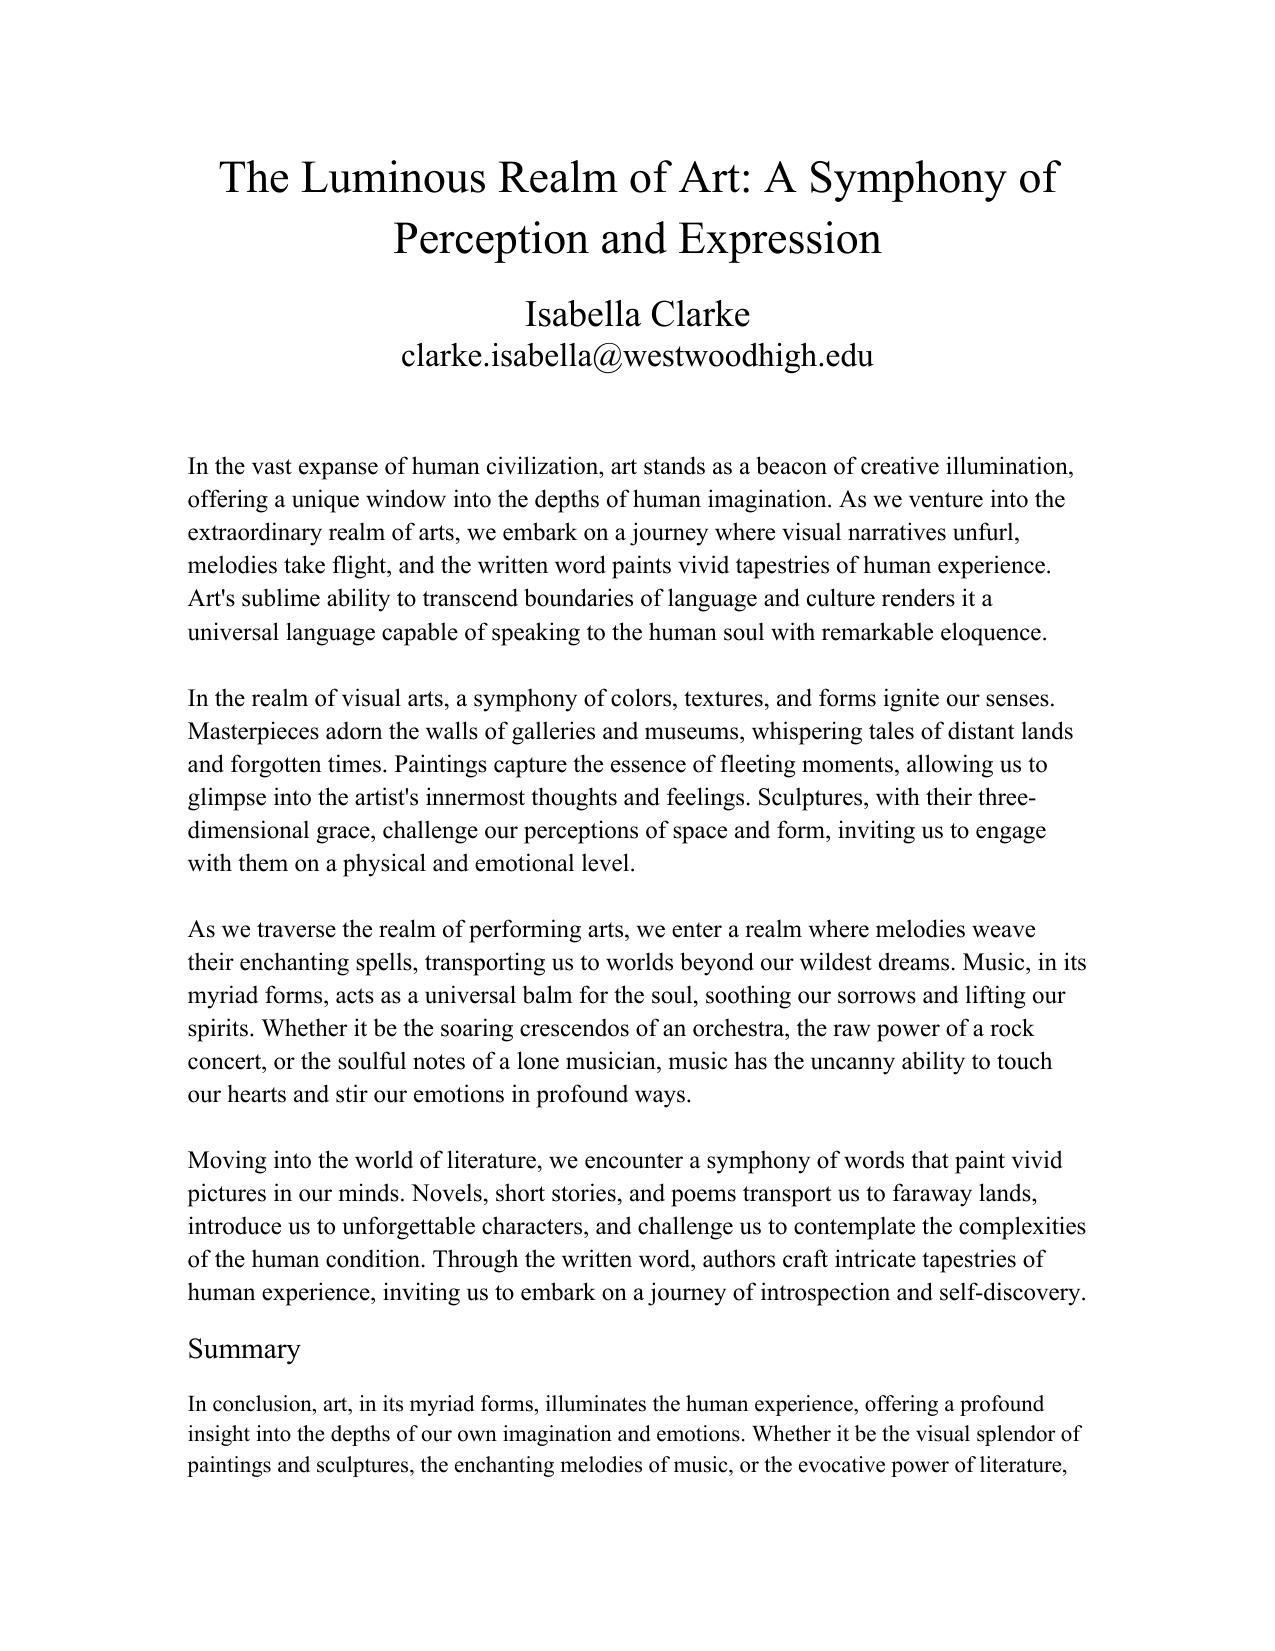 The Luminous Realm of Art: A Symphony of
Perception and Expression
Isabella Clarke
clarke.isabella@westwoodhigh.edu
In the vast expanse of human civilization, art stands as a beacon of creative illumination,
offering a unique window into the depths of human imagination. As we venture into the
extraordinary realm of arts, we embark on a journey where visual narratives unfurl,
melodies take flight, and the written word paints vivid tapestries of human experience.
Art's sublime ability to transcend boundaries of language and culture renders it a
universal language capable of speaking to the human soul with remarkable eloquence.
In the realm of visual arts, a symphony of colors, textures, and forms ignite our senses.
Masterpieces adorn the walls of galleries and museums, whispering tales of distant lands
and forgotten times. Paintings capture the essence of fleeting moments, allowing us to
glimpse into the artist's innermost thoughts and feelings. Sculptures, with their three-
dimensional grace, challenge our perceptions of space and form, inviting us to engage
with them on a physical and emotional level.
As we traverse the realm of performing arts, we enter a realm where melodies weave
their enchanting spells, transporting us to worlds beyond our wildest dreams. Music, in its
myriad forms, acts as a universal balm for the soul, soothing our sorrows and lifting our
spirits. Whether it be the soaring crescendos of an orchestra, the raw power of a rock
concert, or the soulful notes of a lone musician, music has the uncanny ability to touch
our hearts and stir our emotions in profound ways.
Moving into the world of literature, we encounter a symphony of words that paint vivid
pictures in our minds. Novels, short stories, and poems transport us to faraway lands,
introduce us to unforgettable characters, and challenge us to contemplate the complexities
of the human condition. Through the written word, authors craft intricate tapestries of
human experience, inviting us to embark on a journey of introspection and self-discovery.
Summary
In conclusion, art, in its myriad forms, illuminates the human experience, offering a profound
insight into the depths of our own imagination and emotions. Whether it be the visual splendor of
paintings and sculptures, the enchanting melodies of music, or the evocative power of literature,